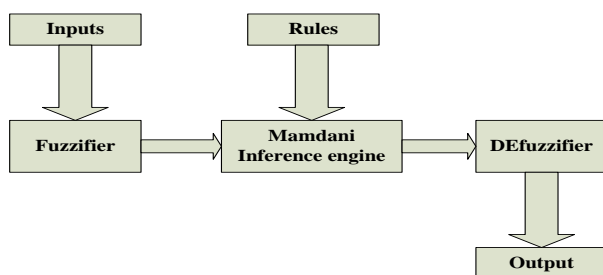 Inputs
Rules
Fuzzifier
Mamdani
Inference engine
DEfuzzifier
Output